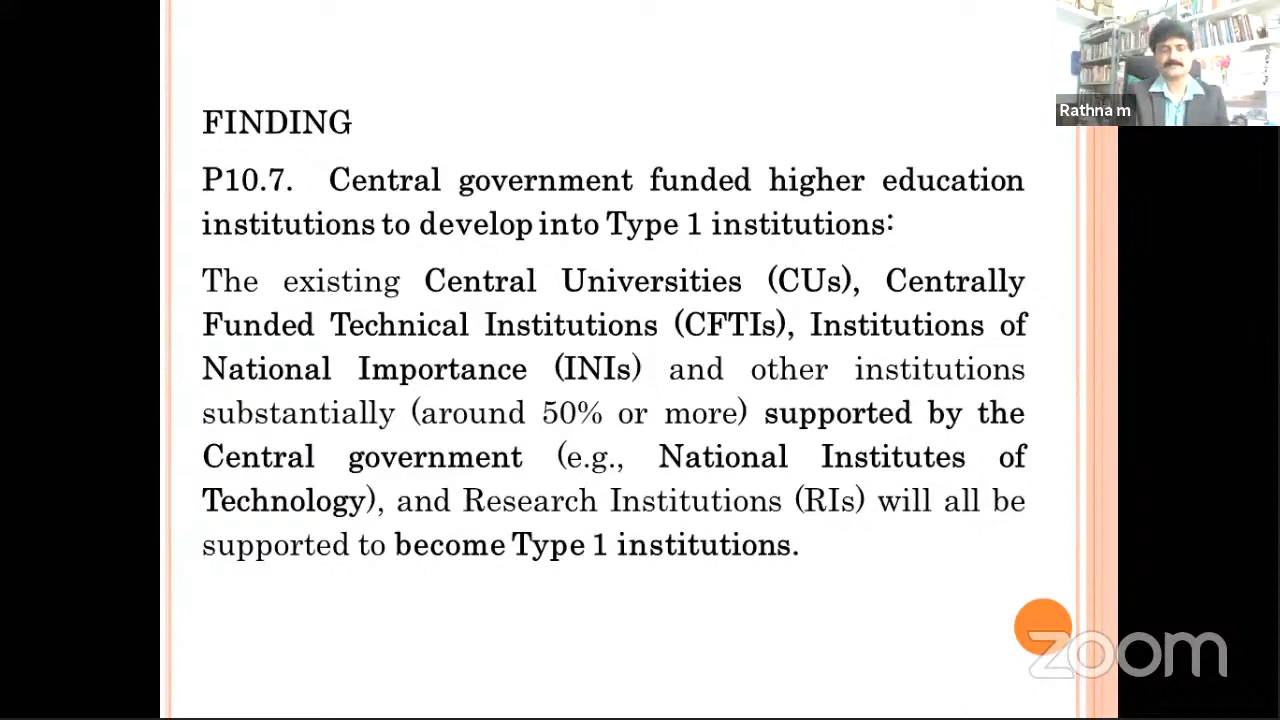 FINDING
P10.7. Central government funded higher education
institutions to develop into Type 1 institutions:
The existing Central Universities (CUs), Centrally
Funded Technical Institutions (CFTIs), Institutions of
National Importance (INIs) and other institutions
substantially (around 50% or more) supported by the
Central government (e.g., National Institutes of
Technology), and Research Institutions (RIs) will all be
supported to become Type 1 institutions.
Rathna m
zoom